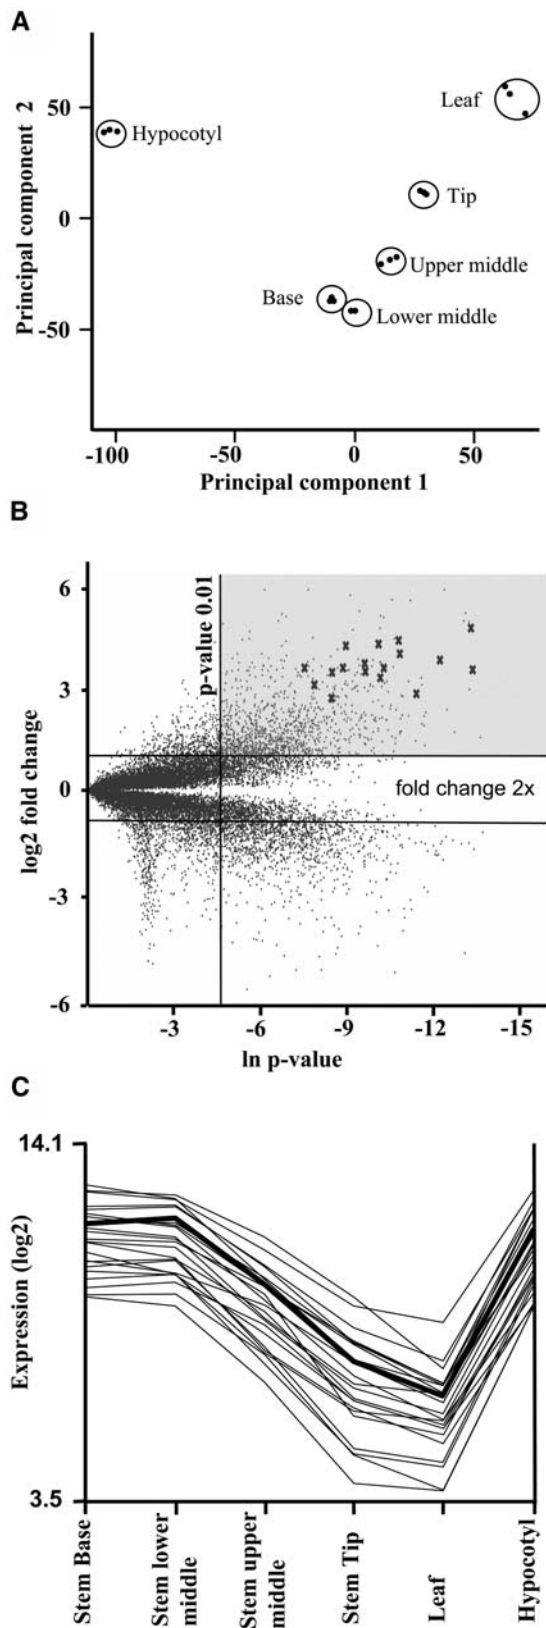 A
Principal component 2
50
0
-50
Hypocotyl
Leaf
Tip
Upper middle
Base
Lower middle
-100
-50
0
50
Principal component 1
B
log2 fold change
6
3
0
-3
-6
p-value 0.01
fold change 2x
-3
-6
-9
-12
-15
ln p-value
C
14.1
Expression (log2)
3.5
Stem Base
Stem lower
middle
Stem upper
middle
Stem Tip
Leaf
Hypocotyl